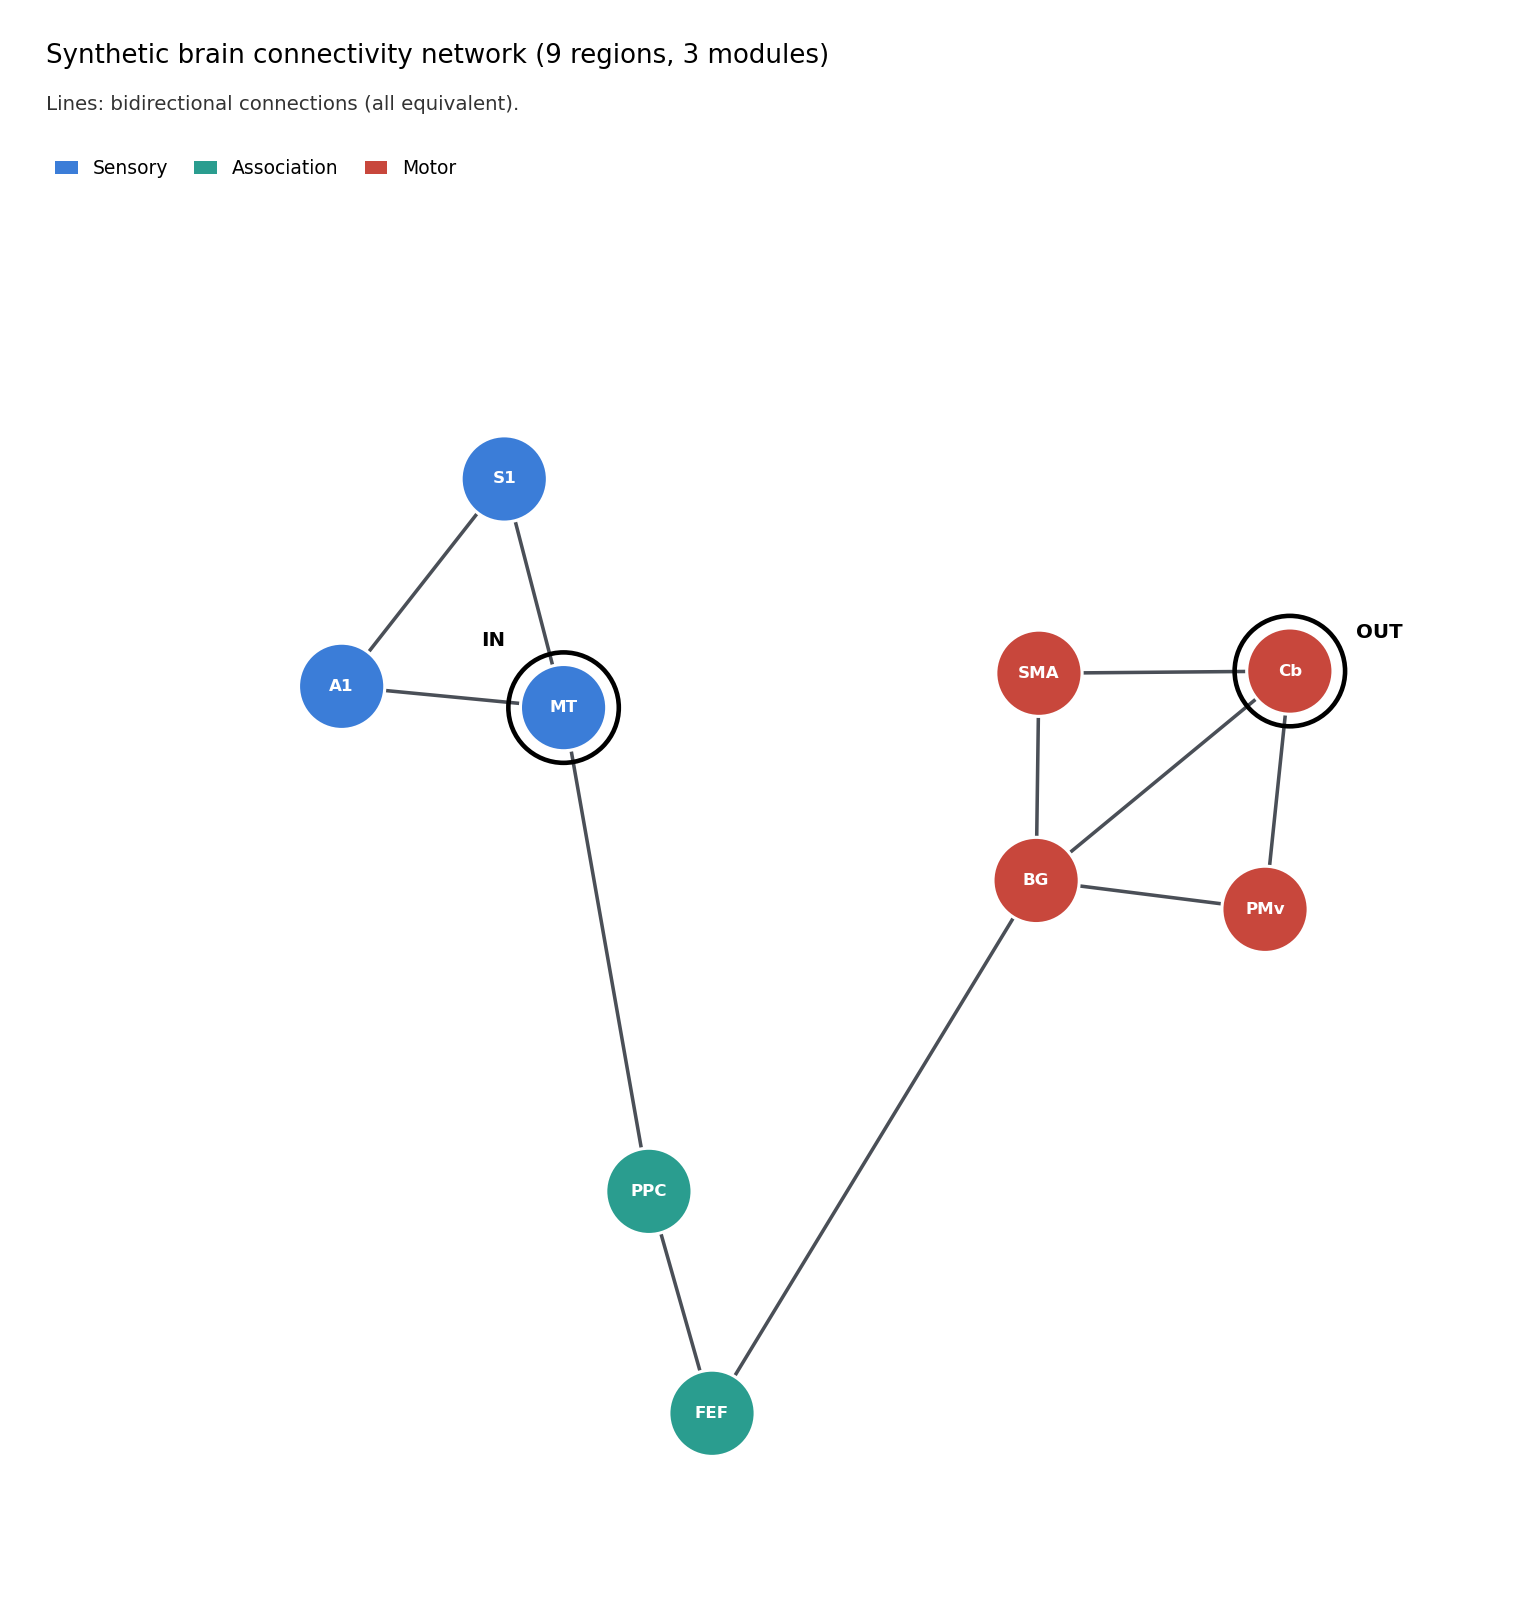 Synthetic brain connectivity network (9 regions, 3 modules)
Lines: bidirectional connections (all equivalent).
Sensory Association Motor
S1
IN
OUT
SMA
Cb
A1
MT
BG
PMv
PPC
FEF